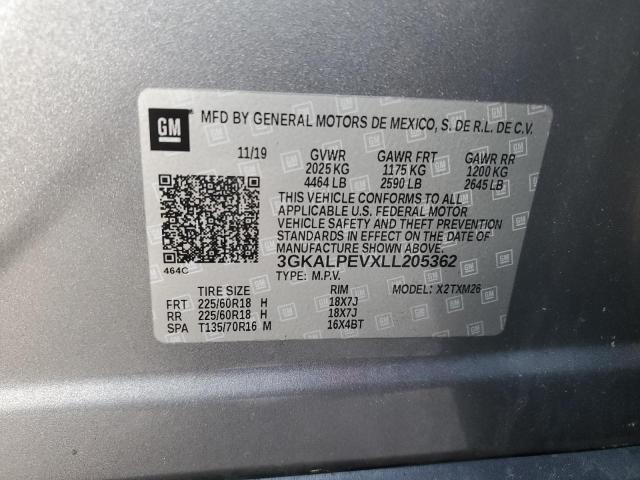 GM
MFD BY GENERAL MOTORS DE MEXICO, S. DE R.L. DE C.V.
11/19 GVWR GAWR FRT GAWR RR
2025 KG 1175 KG 1200 KG
4464 LB 2590 LB 2645 LB
THIS VEHICLE CONFORMS TO ALL
APPLICABLE U.S. FEDERAL MOTOR
VEHICLE SAFETY AND THEFT PREVENTION
STANDARDS IN EFFECT ON THE DATE OF
MANUFACTURE SHOWN ABOVE.
3GKALPEVXLL205362
464C
TYPE: M.P.V.
TIRE SIZE RIM MODEL: X2TXM26
FRT 225/60R18 H 18X7J
RR 225/60R18 H 18X7J
SPA T135/70R16 M 16X4BT